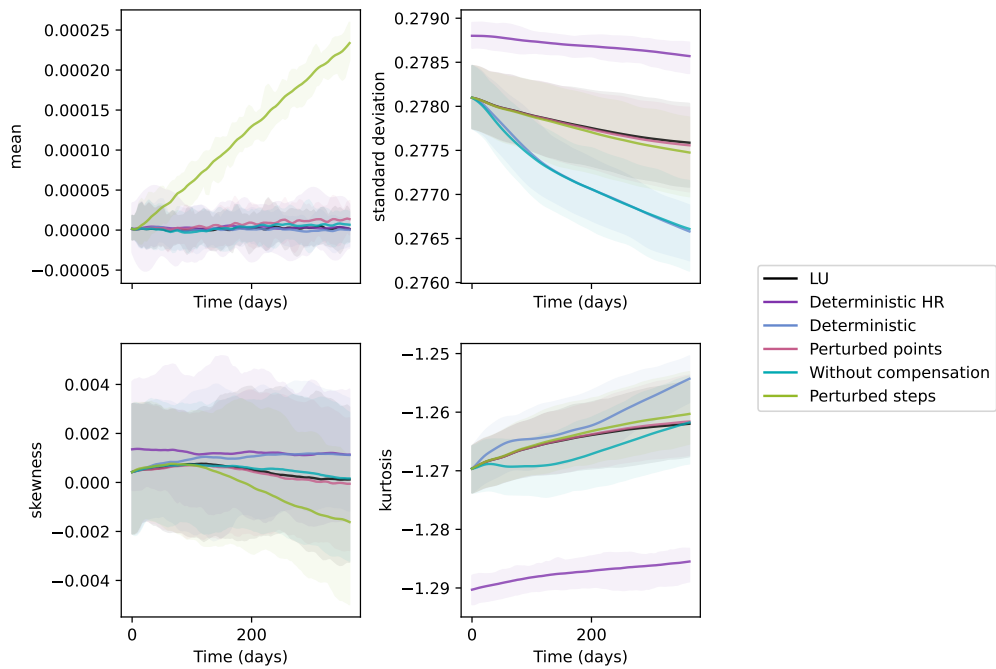 mean
0.00025
0.00020
0.00015
0.00010
0.00005
0.00000
−0.00005
Time (days)
standard deviation
0.2790
0.2785
0.2780
0.2775
0.2770
0.2765
0.2760
Time (days)
LU
Deterministic HR
Deterministic
Perturbed points
Without compensation
Perturbed steps
skewness
0.004
0.002
0.000
−0.002
−0.004
0
200
Time (days)
kurtosis
−1.25
−1.26
−1.27
−1.28
−1.29
0
200
Time (days)